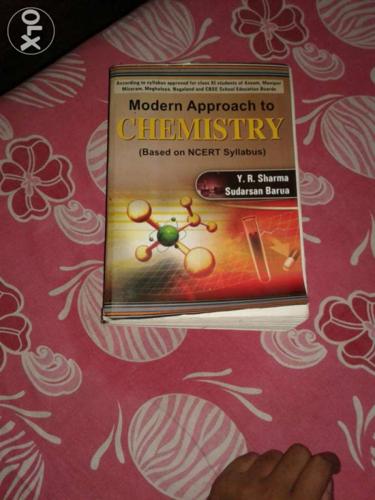 OLX
According to syllabus approved for class XI students of Assam, Manipur
Mizoram, Meghalaya, Nagaland and CBSE School Education Boards
Modern Approach to
CHEMISTRY
(Based on NCERT Syllabus)
Y. R. Sharma
Sudarsan Barua